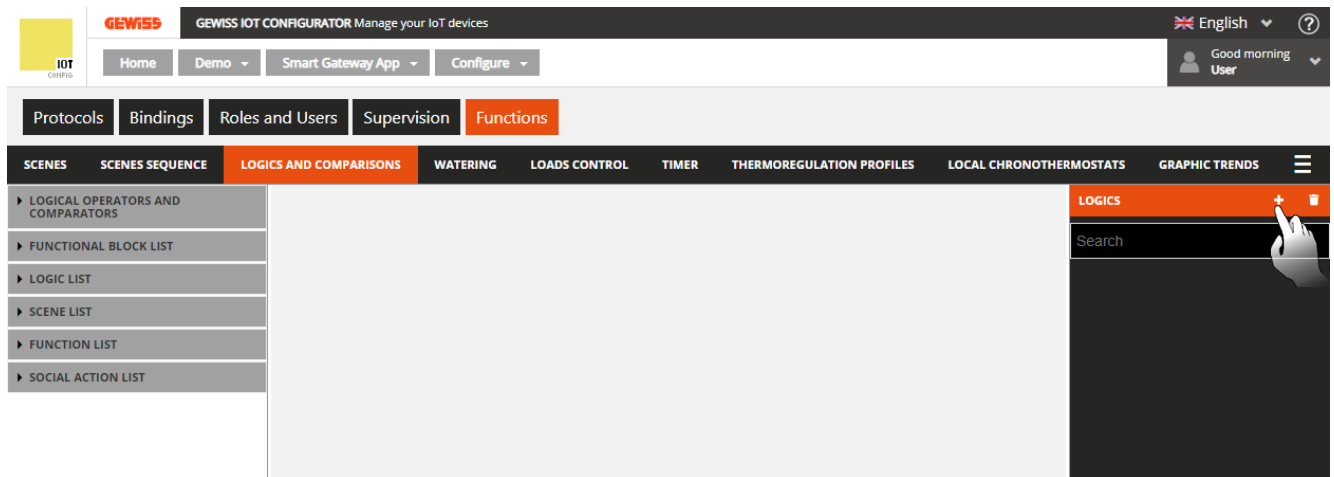 GEWISS
GEWISS IOT CONFIGURATOR Manage your IoT devices
English
?
IOT
CONFIG
Home
Demo
Smart Gateway App
Configure
Good morning
User
Protocols
Bindings
Roles and Users
Supervision
Functions
SCENES
SCENES SEQUENCE
LOGICS AND COMPARISONS
WATERING
LOADS CONTROL
TIMER
THERMOREGULATION PROFILES
LOCAL CHRONOTHERMOSTATS
GRAPHIC TRENDS
LOGICAL OPERATORS AND
COMPARATORS
FUNCTIONAL BLOCK LIST
LOGIC LIST
SCENE LIST
FUNCTION LIST
SOCIAL ACTION LIST
LOGICS
Search